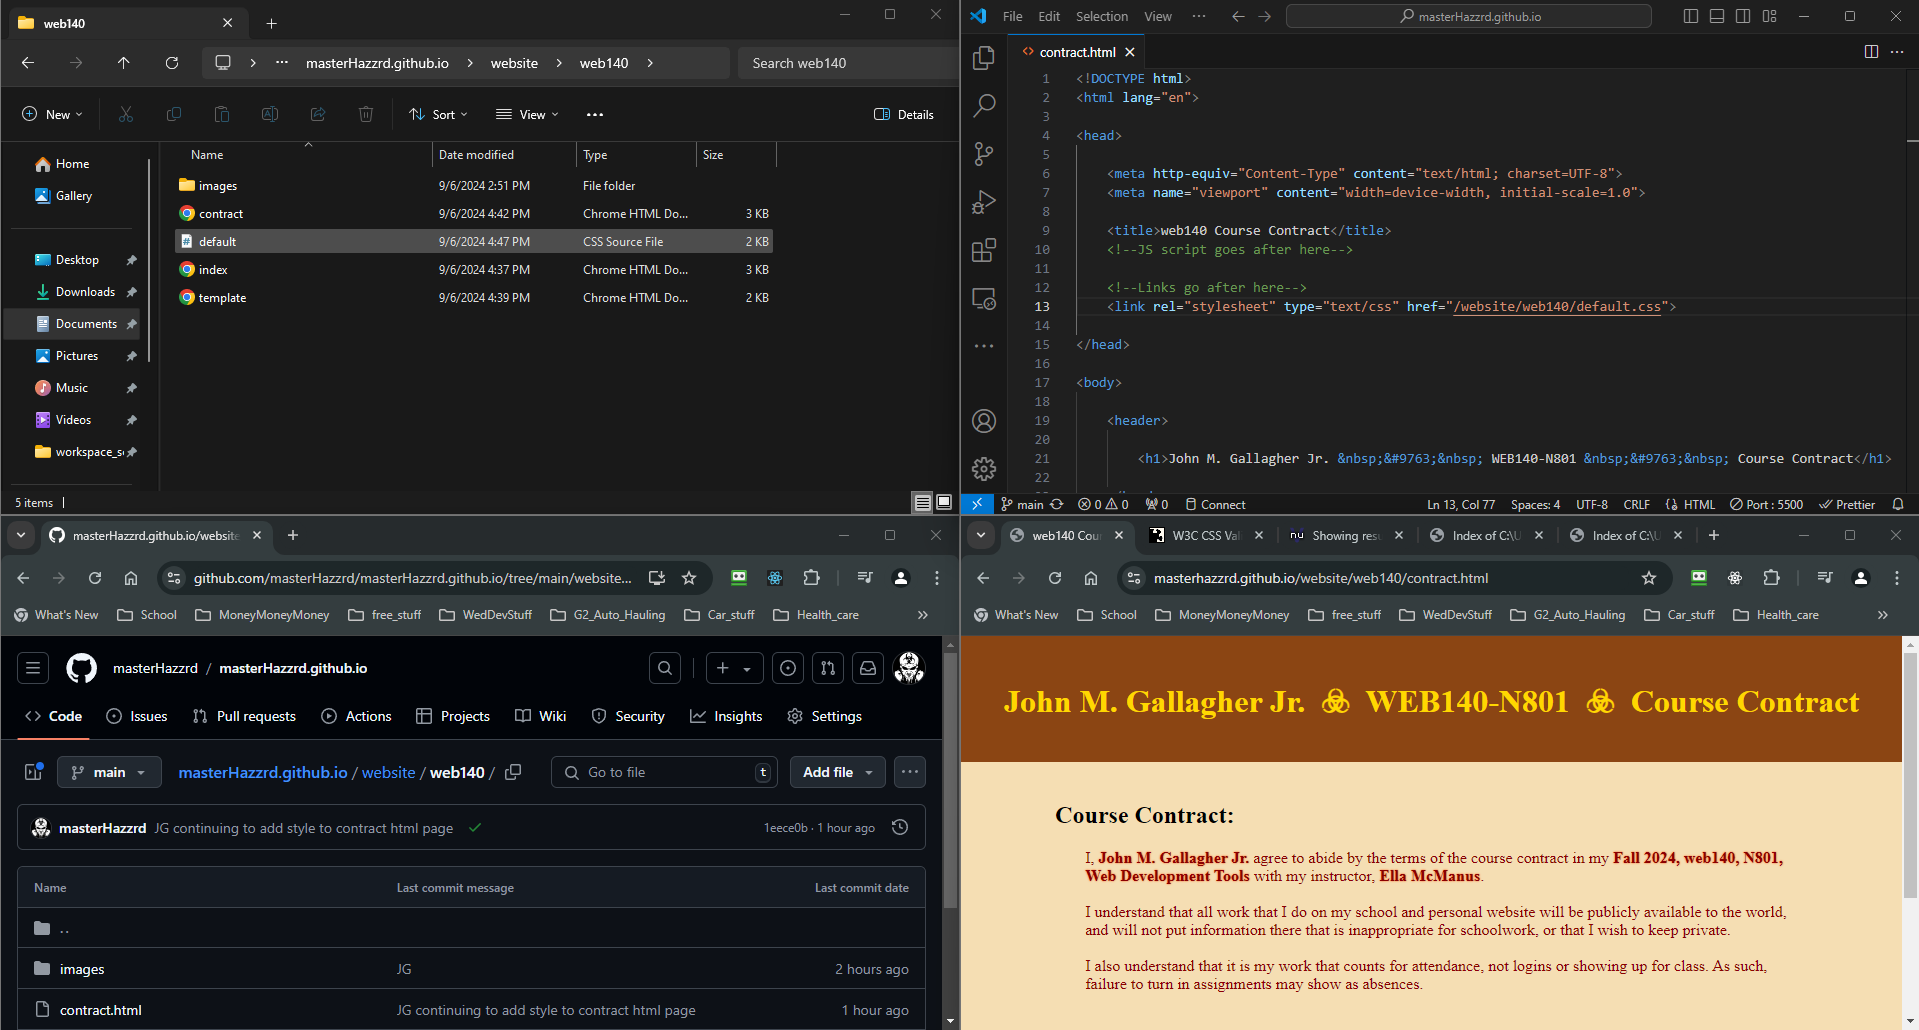 web140
masterHazzrd.github.io
website
web140
Search web140
New
Sort
View
Details
Name
Date modified
Type
Size
Home
Gallery
Desktop
Downloads
Documents
Pictures
Music
Videos
images 9/6/2024 2:51 PM File folder
contract 9/6/2024 4:42 PM Chrome HTML Do... 3 KB
default 9/6/2024 4:47 PM CSS Source File 2 KB
index 9/6/2024 4:37 PM Chrome HTML Do... 3 KB
template 9/6/2024 4:39 PM Chrome HTML Do... 2 KB
5 items
File Edit Selection View ··· masterHazzrd.github.io
<> contract.html
1 <!DOCTYPE html>
2 <html lang="en">
3
4 <head>
5
6 <meta http-equiv="Content-Type" content="text/html; charset=UTF-8">
7 <meta name="viewport" content="width=device-width, initial-scale=1.0">
8
9 <title>web140 Course Contract</title>
10 <!--JS script goes after here-->
11
12 <!--Links go after here-->
13 <link rel="stylesheet" type="text/css" href="/website/web140/default.css">
14
15 </head>
16
17 <body>
18
19 <header>
20
21 <h1>John M. Gallagher Jr. &nbsp;&#9763;&nbsp; WEB140-N801 &nbsp;&#9763;&nbsp; Course Contract</h1>
22
main 0 0 0 Connect Ln 13, Col 77 Spaces: 4 UTF-8 CRLF {} HTML Port : 5500 Prettier
masterHazzrd.github.io/website
github.com/masterHazzrd/masterHazzrd.github.io/tree/main/website...
What's New School MoneyMoneyMoney free_stuff WedDevStuff G2_Auto_Hauling Car_stuff Health_care »
masterHazzrd / masterHazzrd.github.io
Code Issues Pull requests Actions Projects Wiki Security Insights Settings
main masterHazzrd.github.io / website / web140 / Go to file t Add file ···
masterHazzrd JG continuing to add style to contract html page 1eece0b · 1 hour ago
Name Last commit message Last commit date
..
images JG 2 hours ago
contract.html JG continuing to add style to contract html page 1 hour ago
web140 Cou W3C CSS Val nu Showing resu Index of C:\U Index of C:\U
masterhazzrd.github.io/website/web140/contract.html
What's New School MoneyMoneyMoney free_stuff WedDevStuff G2_Auto_Hauling Car_stuff Health_care »
John M. Gallagher Jr. ☣ WEB140-N801 ☣ Course Contract
Course Contract:
I, John M. Gallagher Jr. agree to abide by the terms of the course contract in my Fall 2024, web140, N801,
Web Development Tools with my instructor, Ella McManus.
I understand that all work that I do on my school and personal website will be publicly available to the world,
and will not put information there that is inappropriate for schoolwork, or that I wish to keep private.
I also understand that it is my work that counts for attendance, not logins or showing up for class. As such,
failure to turn in assignments may show as absences.